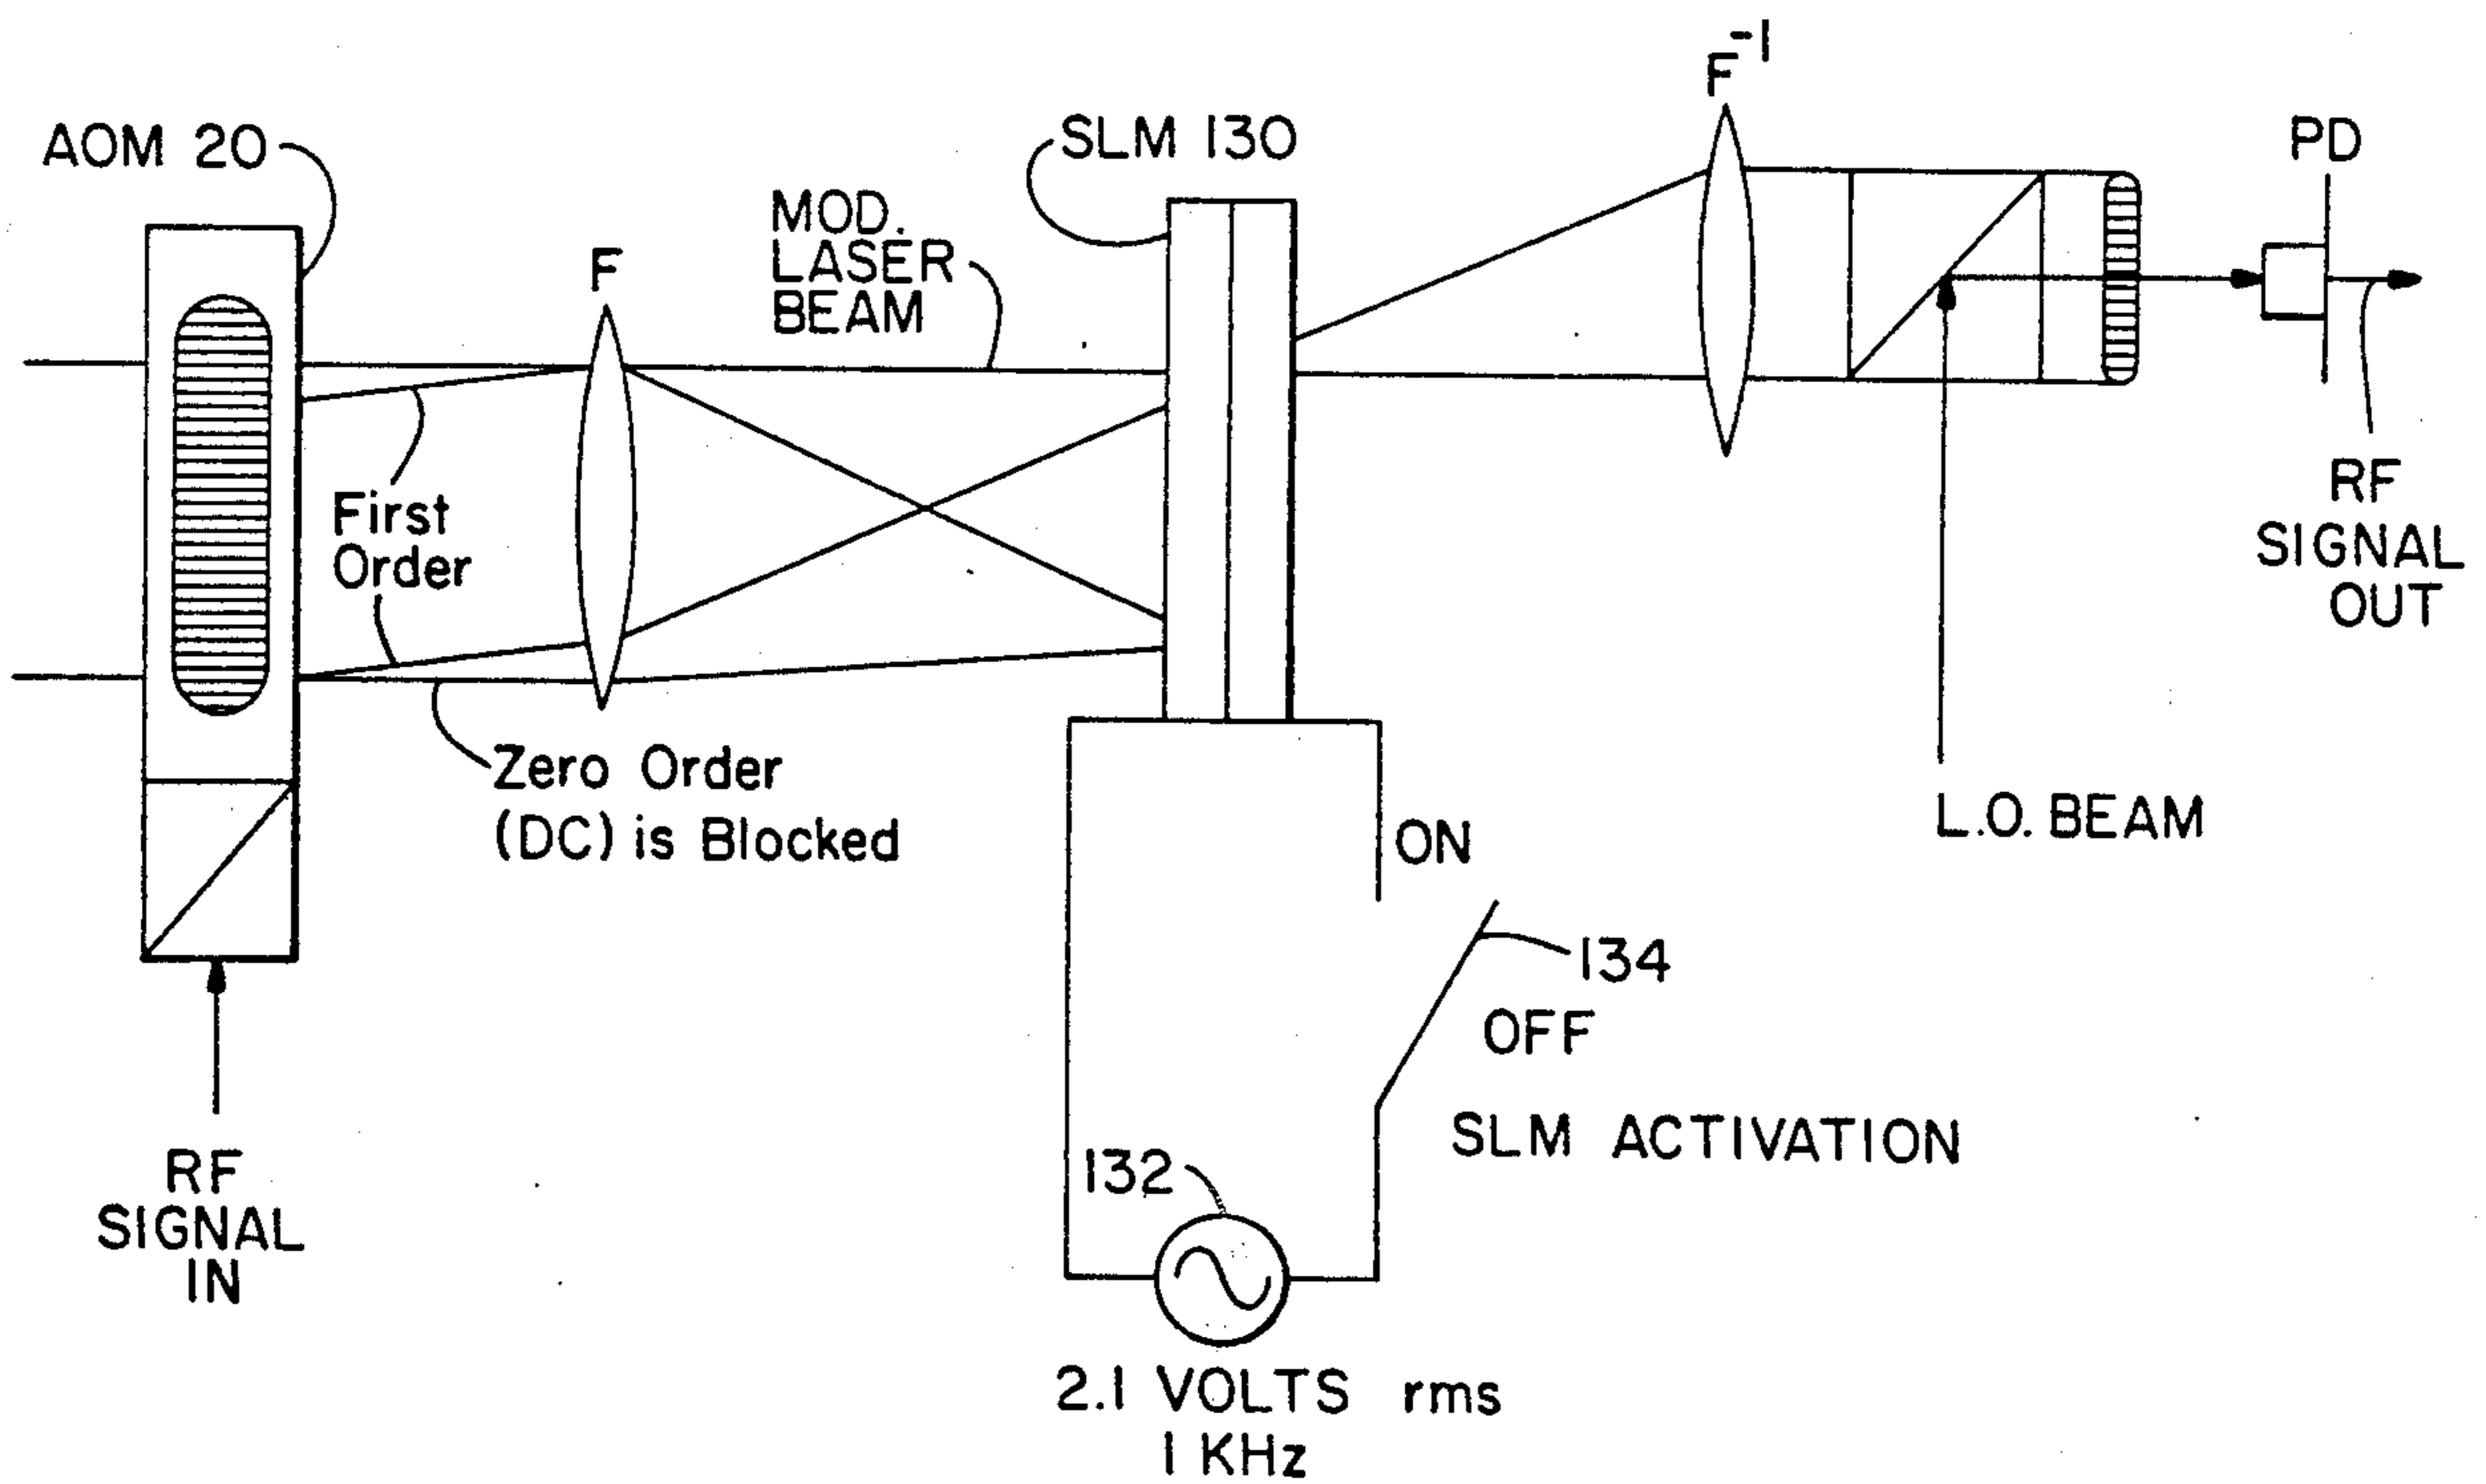 F-1
AOM 20
SLM 130
PD
MOD.
LASER
BEAM
F
First
Order
RF
SIGNAL
OUT
Zero Order
(DC) is Blocked
L.O. BEAM
ON
134
OFF
SLM ACTIVATION
132
RF
SIGNAL
IN
2.1 VOLTS rms
1 KHz